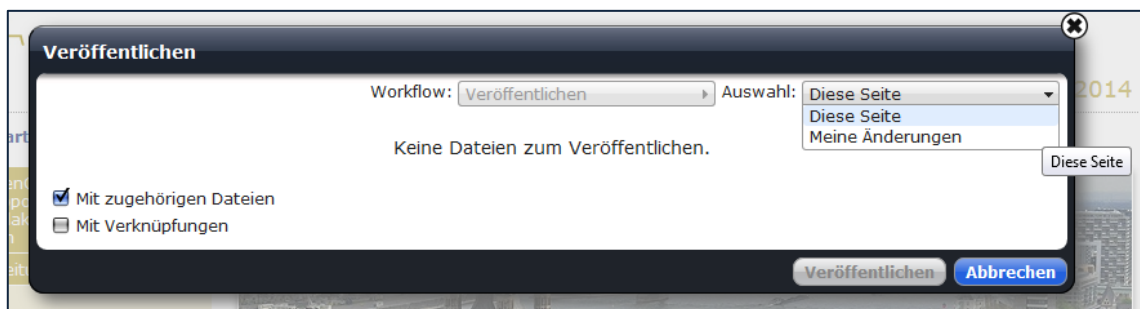 Veröffentlichen
2014
Workflow: Veröffentlichen Auswahl: Diese Seite
Diese Seite
Meine Änderungen
Keine Dateien zum Veröffentlichen.
Diese Seite
Mit zugehörigen Dateien
Mit Verknüpfungen
Veröffentlichen Abbrechen